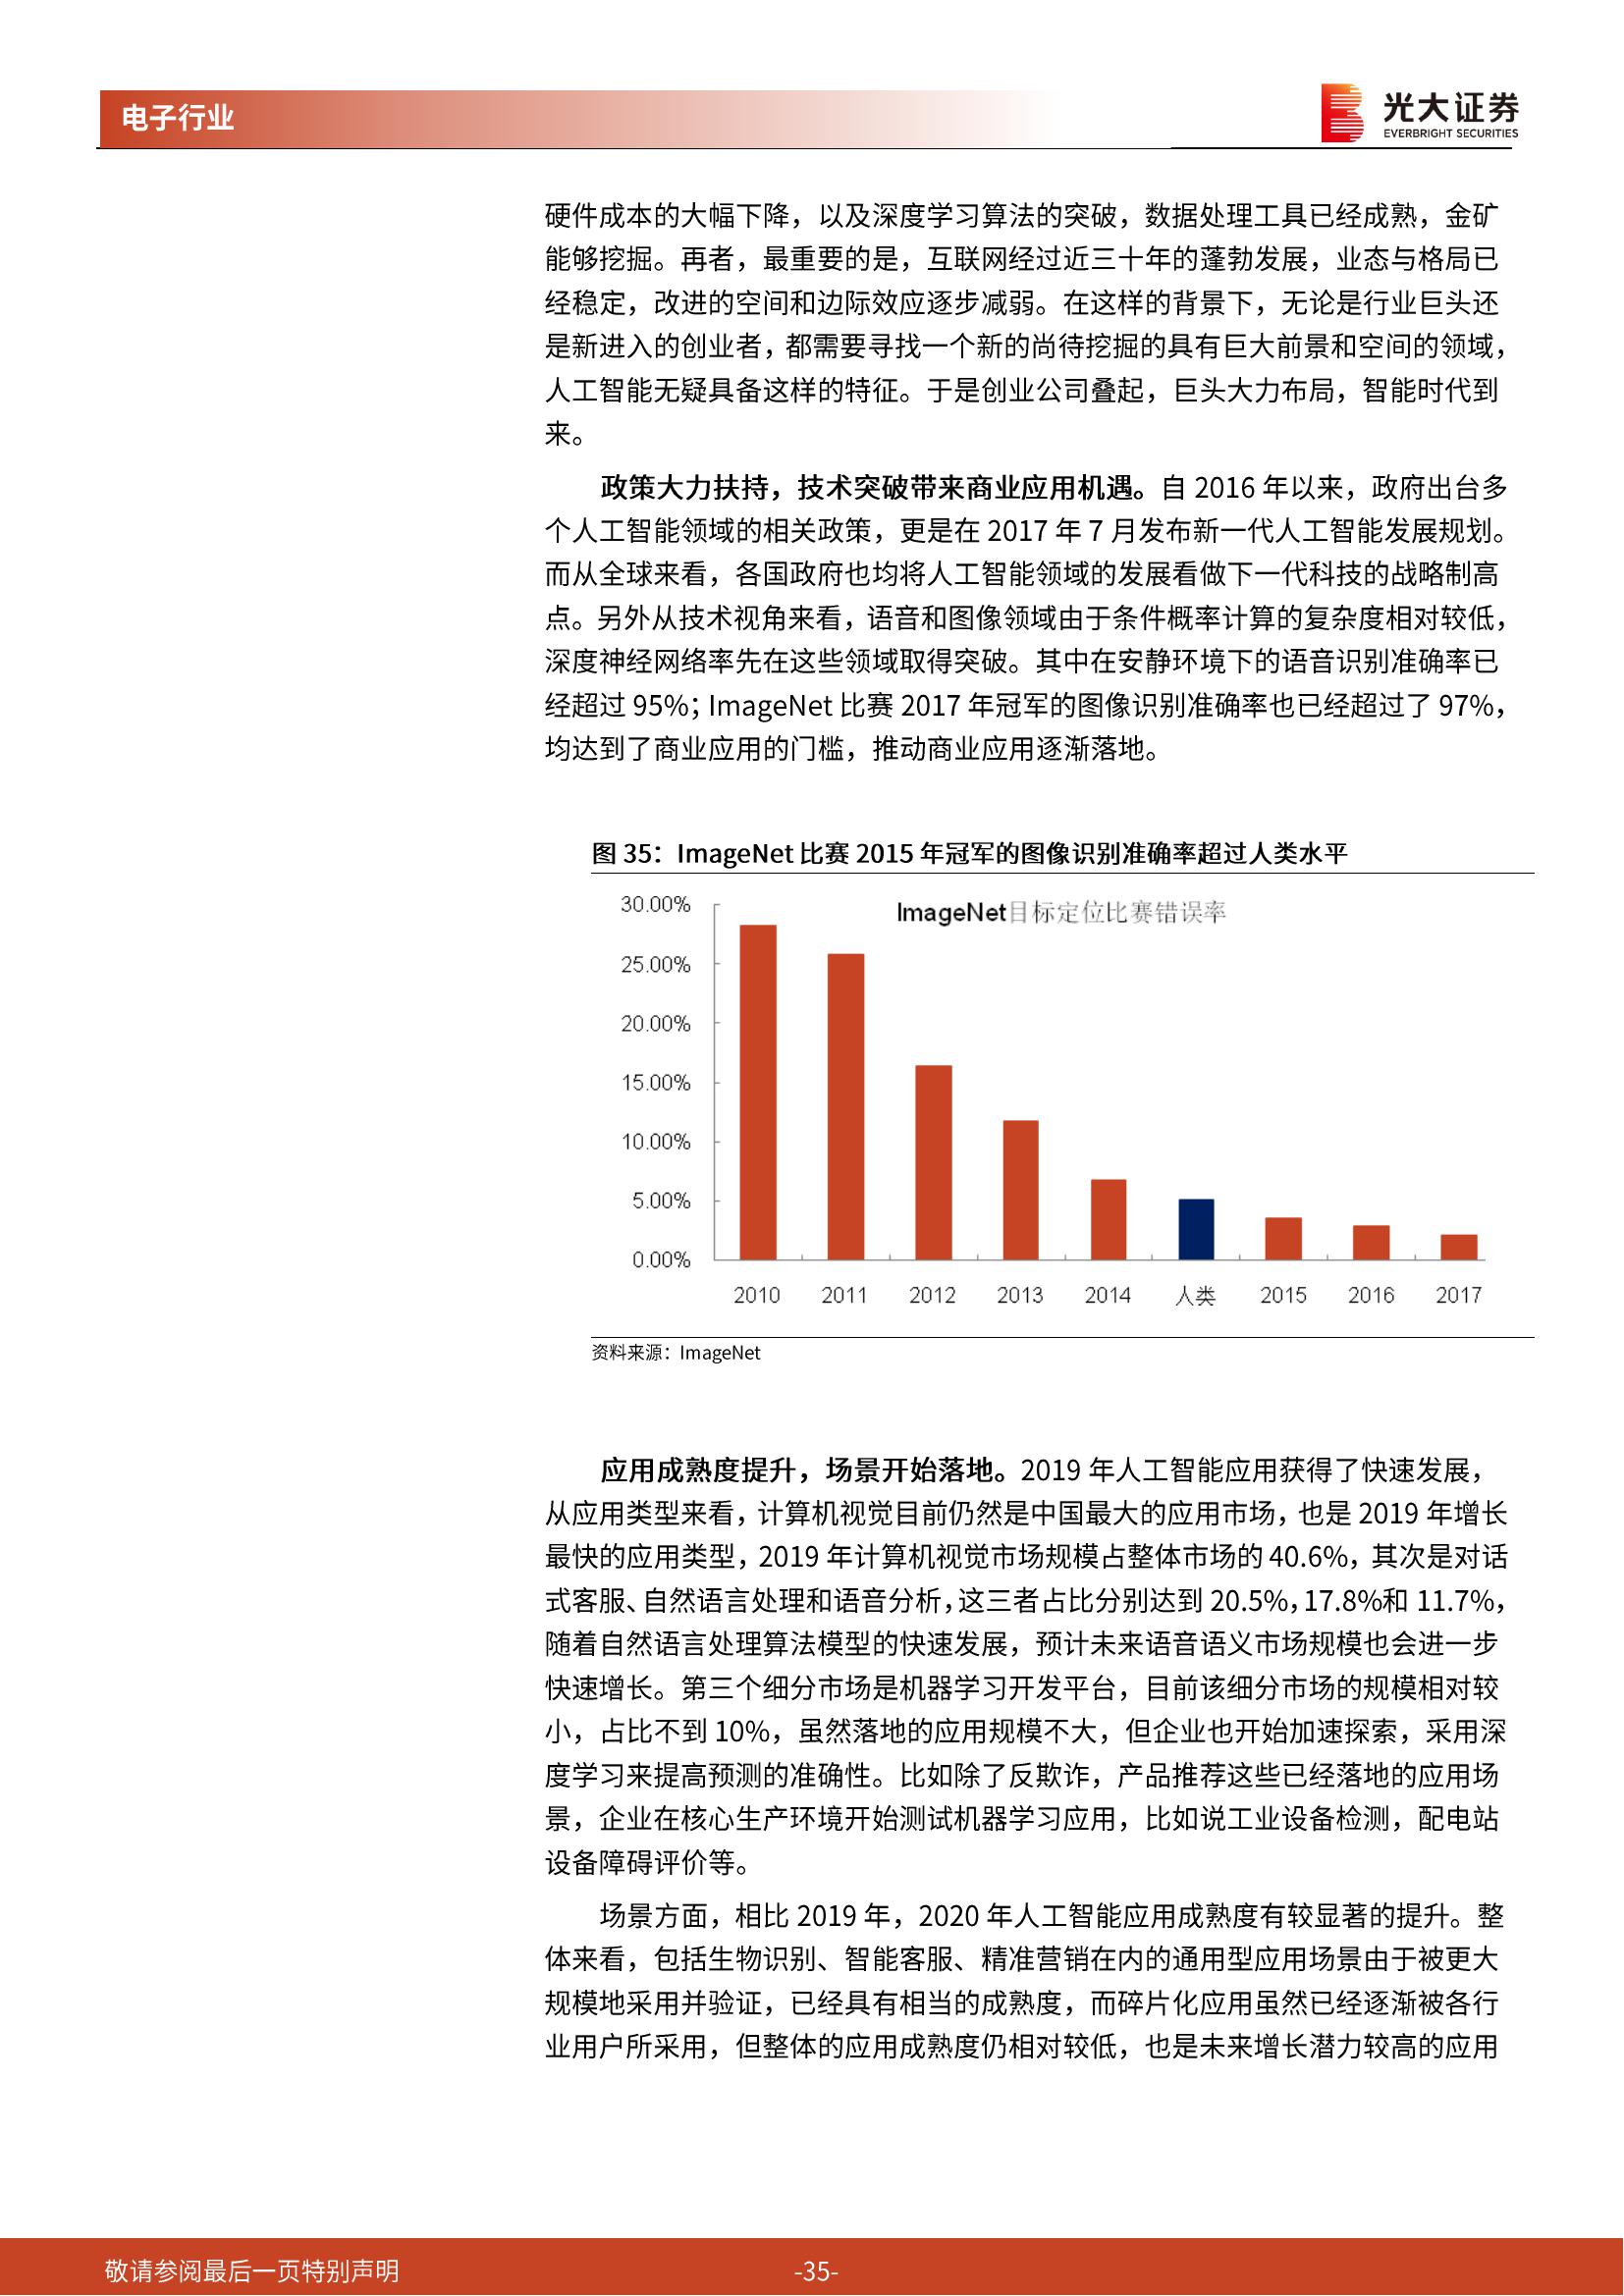 电子行业
光大证券
EVERBRIGHT SECURITIES
硬件成本的大幅下降，以及深度学习算法的突破，数据处理工具已经成熟，金矿
能够挖掘。再者，最重要的是，互联网经过近三十年的蓬勃发展，业态与格局已
经稳定，改进的空间和边际效应逐步减弱。在这样的背景下，无论是行业巨头还
是新进入的创业者，都需要寻找一个新的尚待挖掘的具有巨大前景和空间的领域，
人工智能无疑具备这样的特征。于是创业公司叠起，巨头大力布局，智能时代到
来。
政策大力扶持，技术突破带来商业应用机遇。自 2016 年以来，政府出台多
个人工智能领域的相关政策，更是在 2017 年 7 月发布新一代人工智能发展规划。
而从全球来看，各国政府也均将人工智能领域的发展看做下一代科技的战略制高
点。另外从技术视角来看，语音和图像领域由于条件概率计算的复杂度相对较低，
深度神经网络率先在这些领域取得突破。其中在安静环境下的语音识别准确率已
经超过 95%；ImageNet 比赛 2017 年冠军的图像识别准确率也已经超过了 97%，
均达到了商业应用的门槛，推动商业应用逐渐落地。
图 35：ImageNet 比赛 2015 年冠军的图像识别准确率超过人类水平
ImageNet目标定位比赛错误率
30.00%
25.00%
20.00%
15.00%
10.00%
5.00%
0.00%
2010 2011 2012 2013 2014 人类 2015 2016 2017
资料来源：ImageNet
应用成熟度提升，场景开始落地。2019 年人工智能应用获得了快速发展，
从应用类型来看，计算机视觉目前仍然是中国最大的应用市场，也是 2019 年增长
最快的应用类型，2019 年计算机视觉市场规模占整体市场的 40.6%，其次是对话
式客服、自然语言处理和语音分析，这三者占比分别达到 20.5%，17.8%和 11.7%，
随着自然语言处理算法模型的快速发展，预计未来语音语义市场规模也会进一步
快速增长。第三个细分市场是机器学习开发平台，目前该细分市场的规模相对较
小，占比不到 10%，虽然落地的应用规模不大，但企业也开始加速探索，采用深
度学习来提高预测的准确性。比如除了反欺诈，产品推荐这些已经落地的应用场
景，企业在核心生产环境开始测试机器学习应用，比如说工业设备检测，配电站
设备障碍评价等。
场景方面，相比 2019 年，2020 年人工智能应用成熟度有较显著的提升。整
体来看，包括生物识别、智能客服、精准营销在内的通用型应用场景由于被更大
规模地采用并验证，已经具有相当的成熟度，而碎片化应用虽然已经逐渐被各行
业用户所采用，但整体的应用成熟度仍相对较低，也是未来增长潜力较高的应用
敬请参阅最后一页特别声明
-35-